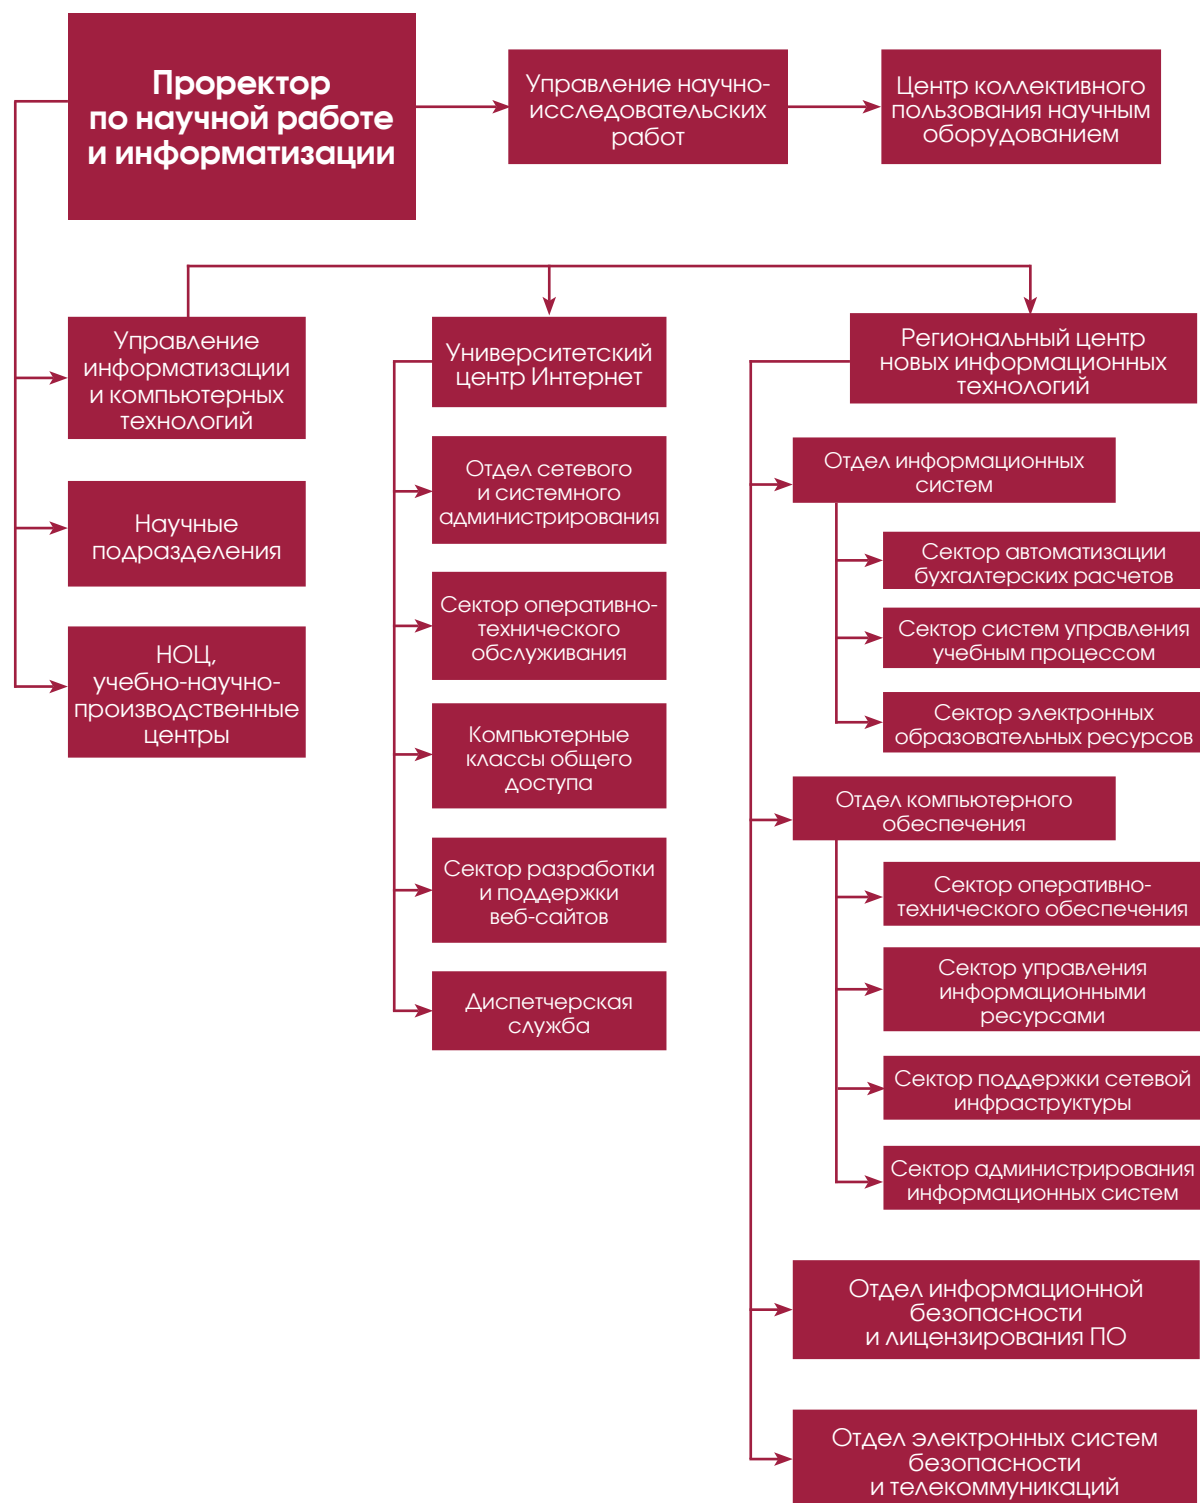 Проректор
по научной работе
и информатизации
Управление научно-
исследовательских
работ
Центр коллективного
пользования научным
оборудованием
Управление
информатизации
и компьютерных
технологий
Научные
подразделения
НОЦ,
учебно-научно-
производственные
центры
Университетский
центр Интернет
Отдел сетевого
и системного
администрирования
Сектор оперативно-
технического
обслуживания
Компьютерные
классы общего
доступа
Сектор разработки
и поддержки
веб-сайтов
Диспетчерская
служба
Региональный центр
новых информационных
технологий
Отдел информационных
систем
Сектор автоматизации
бухгалтерских расчетов
Сектор систем управления
учебным процессом
Сектор электронных
образовательных ресурсов
Отдел компьютерного
обеспечения
Сектор оперативно-
технического обеспечения
Сектор управления
информационными
ресурсами
Сектор поддержки сетевой
инфраструктуры
Сектор администрирования
информационных систем
Отдел информационной
безопасности
и лицензирования ПО
Отдел электронных систем
безопасности
и телекоммуникаций